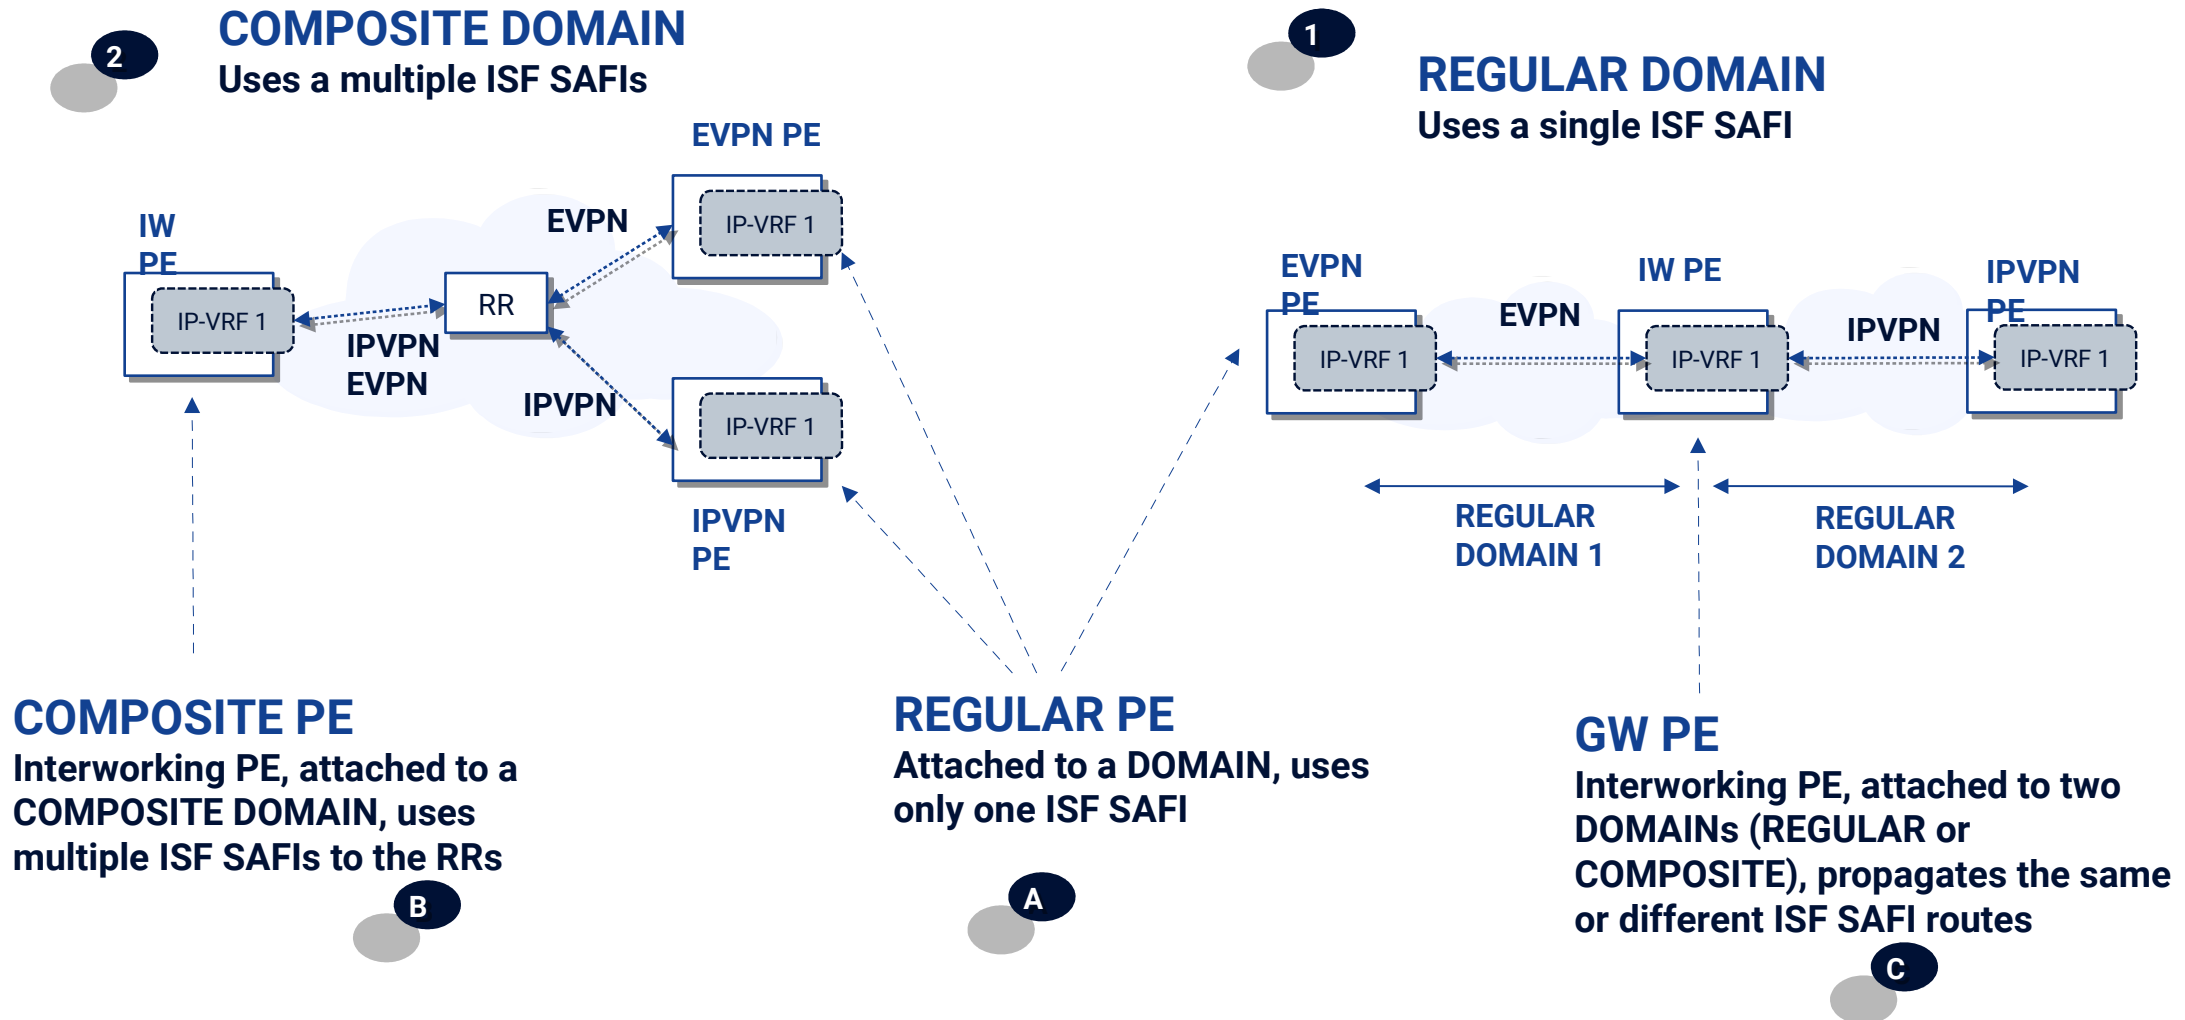 2
COMPOSITE DOMAIN
Uses a multiple ISF SAFIs
EVPN PE
IP-VRF 1
EVPN
IW
PE
IP-VRF 1
RR
IPVPN
EVPN
IPVPN
IP-VRF 1
IPVPN
PE
1
REGULAR DOMAIN
Uses a single ISF SAFI
EVPN
PE
IP-VRF 1
EVPN
IW PE
IP-VRF 1
IPVPN
IPVPN
PE
IP-VRF 1
REGULAR
DOMAIN 1
REGULAR
DOMAIN 2
COMPOSITE PE
Interworking PE, attached to a
COMPOSITE DOMAIN, uses
multiple ISF SAFIs to the RRs
B
REGULAR PE
Attached to a DOMAIN, uses
only one ISF SAFI
A
GW PE
Interworking PE, attached to two
DOMAINs (REGULAR or
COMPOSITE), propagates the same
or different ISF SAFI routes
C